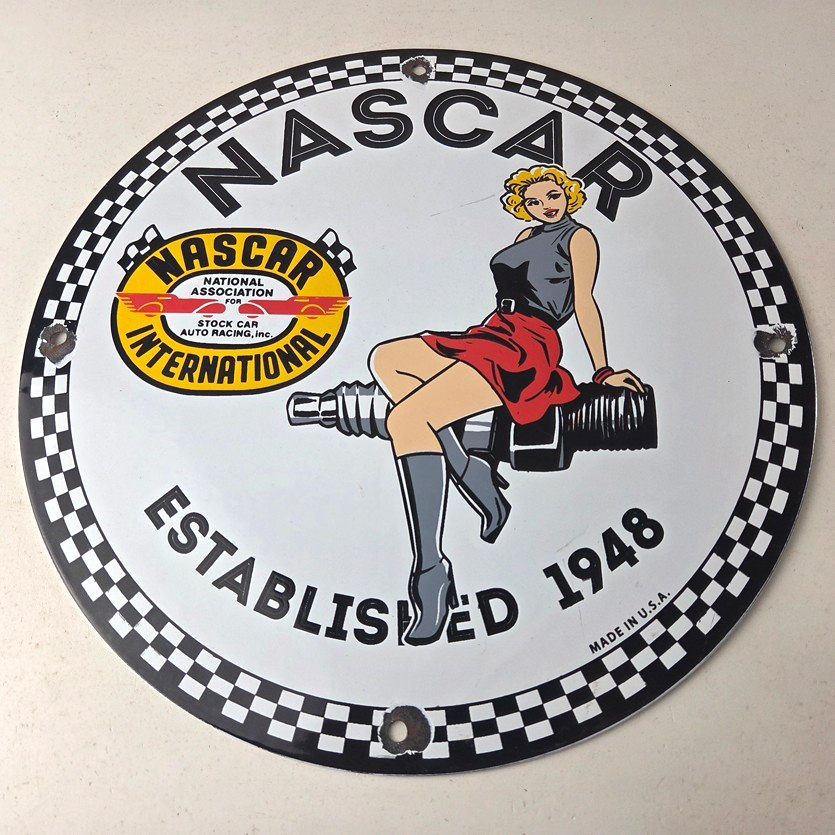 NASCAR
NASCAR
NATIONAL
ASSOCIATION
FOR
STOCK CAR
AUTO RACING, inc.
INTERNATIONAL
ESTABLISHED 1948
MADE IN U.S.A.